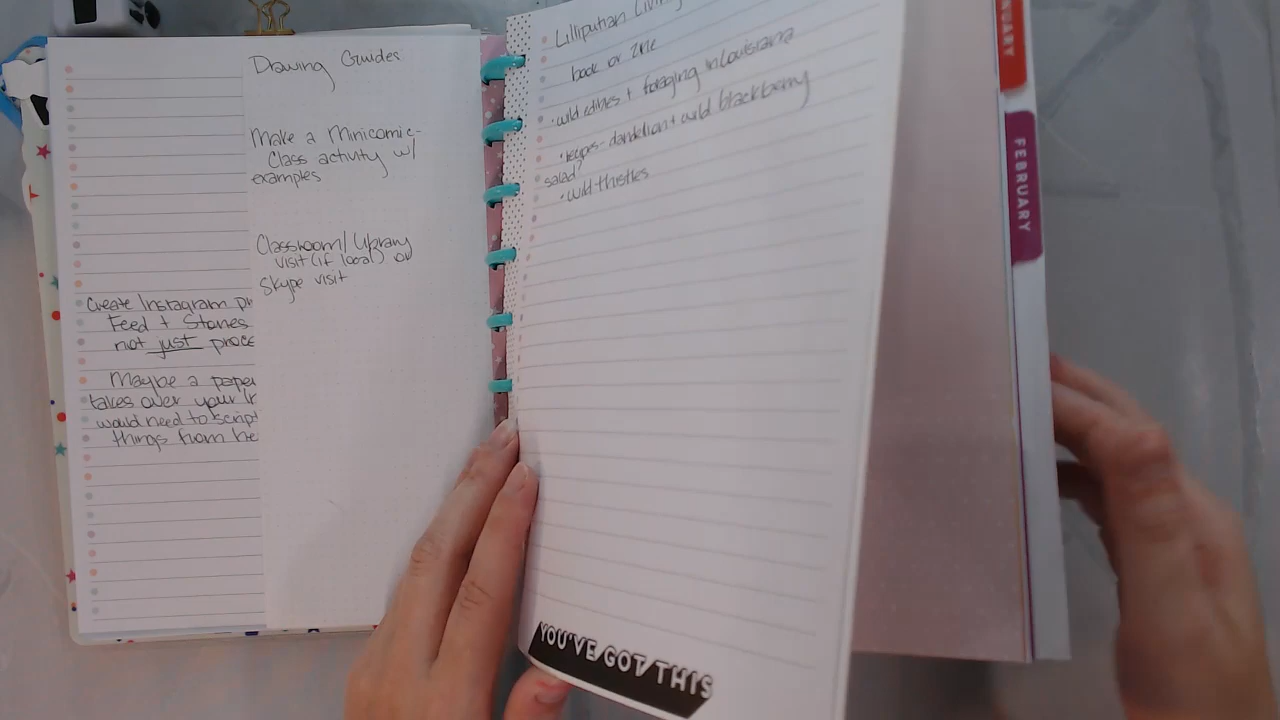 Drawing Guides
Make a Minicomic-
Class activity w/
examples
Classroom/Library
visit (if local) or
Skype visit
Create Instagram
Feed + Stories
not just
Maybe a paper
takes over your
would need to script
things from
Lilliputian Living
book or zine
• wild edibles + foraging in Louisiana
• recipes - dandelion + wild blackberry
salad?
• wild thistles
YOU'VE GOT THIS
FEBRUARY